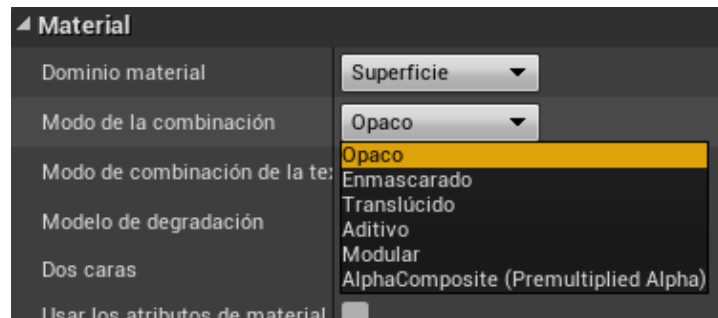 Material
Dominio material
Superficie
Modo de la combinación
Opaco
Opaco
Modo de combinación de la
Enmascarado
Translúcido
Modelo de degradación
Aditivo
Modular
Dos caras
AlphaComposite (Premultiplied Alpha)
Usar los atributos de material